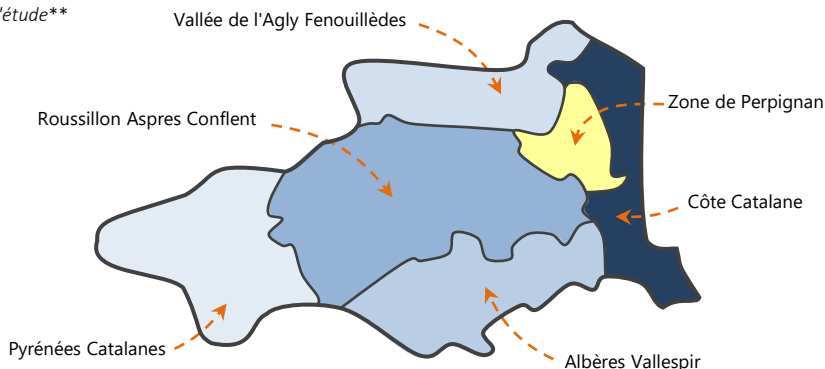 l'étude**
Vallée de l'Agly Fenouillèdes
Zone de Perpignan
Roussillon Aspres Conflent
Côte Catalane
Pyrénées Catalanes
Albères Vallespir